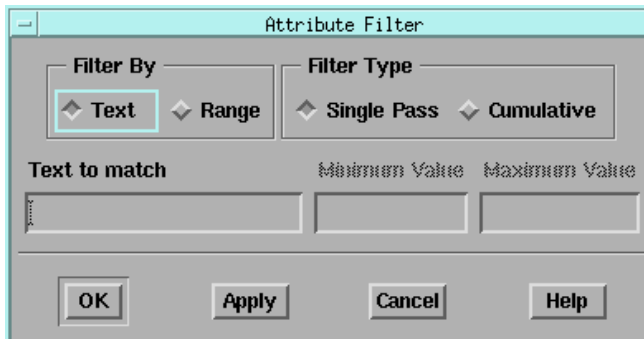 Attribute Filter
Filter By
Filter Type
Text Range
Single Pass Cumulative
Text to match Minimum Value Maximum Value
OK Apply Cancel Help